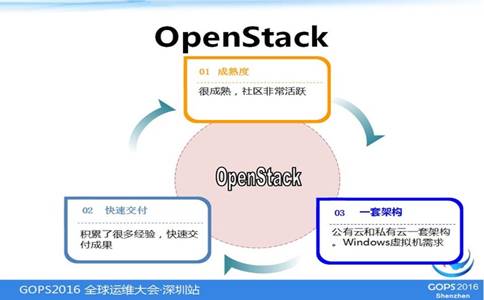 OpenStack
01 成熟度
很成熟，社区非常活跃
OpenStack
02 快速交付
积累了很多经验，快速交
付成果
03 一套架构
公有云和私有云一套架构
。Windows虚拟机需求
GOPS2016 全球运维大会·深圳站
GOPS2016
Shenzhen